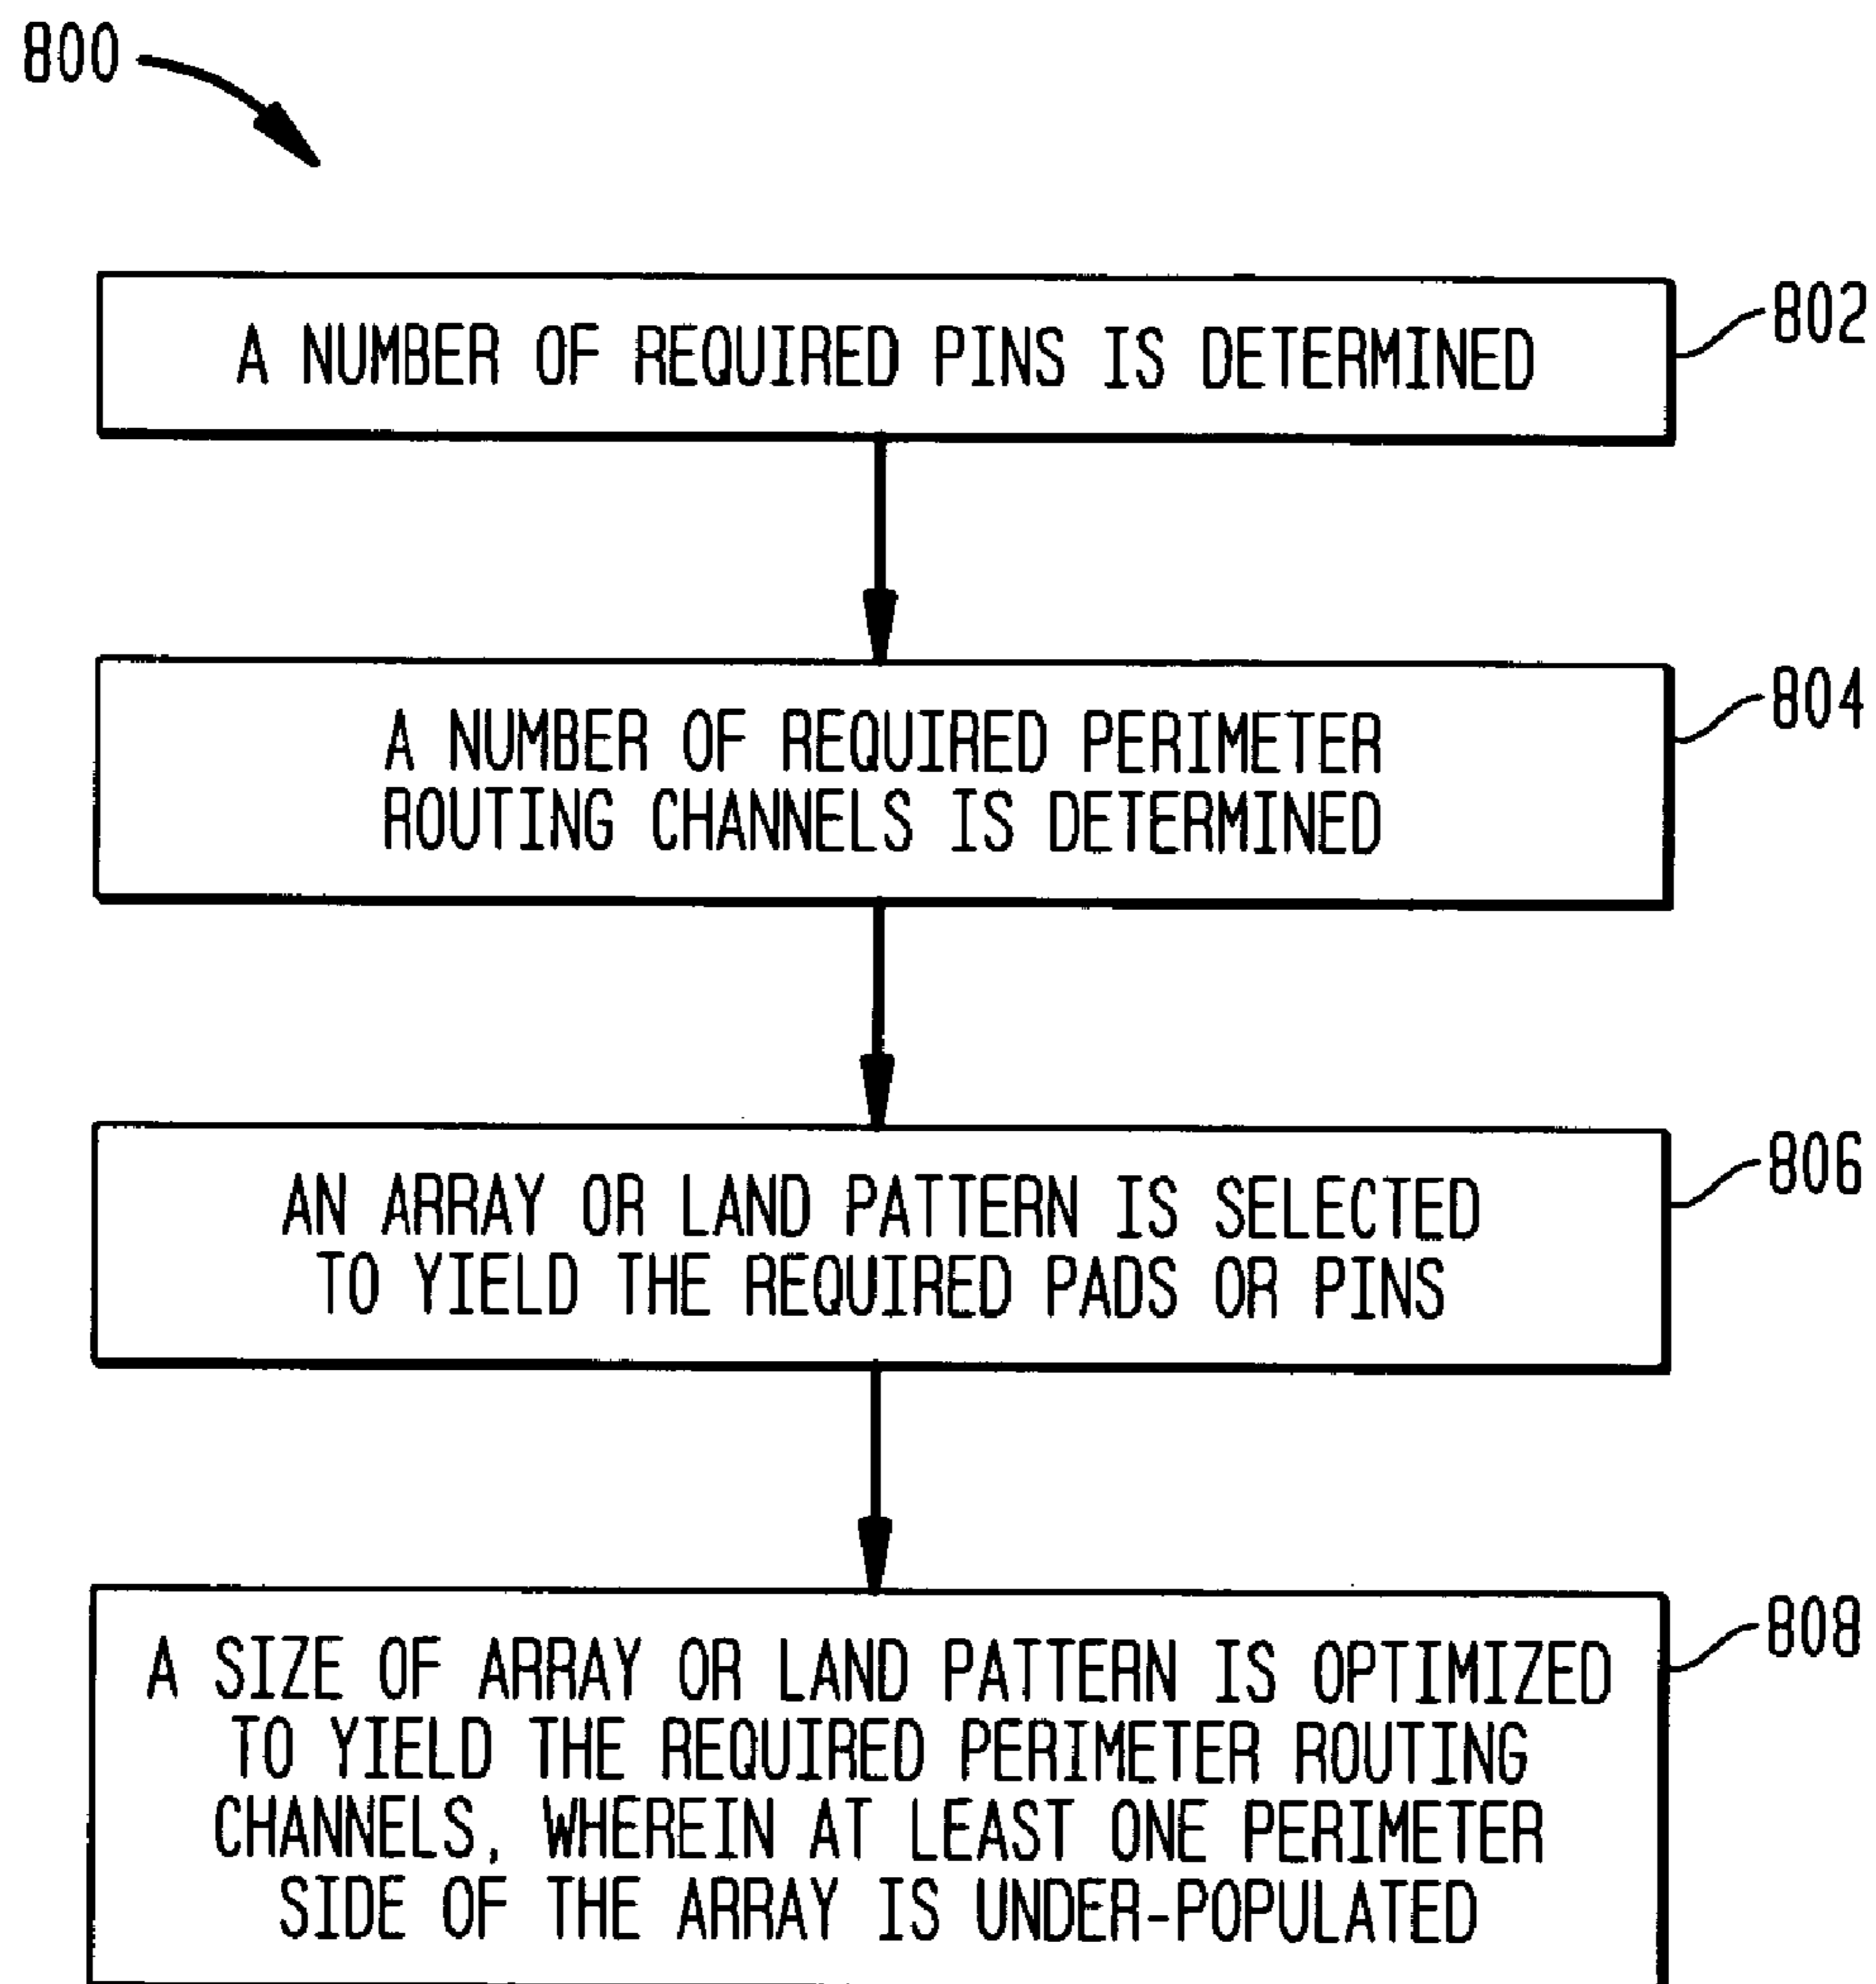 800
A NUMBER OF REQUIRED PINS IS DETERMINED
802
A NUMBER OF REQUIRED PERIMETER
ROUTING CHANNELS IS DETERMINED
804
AN ARRAY OR LAND PATTERN IS SELECTED
TO YIELD THE REQUIRED PADS OR PINS
806
A SIZE OF ARRAY OR LAND PATTERN IS OPTIMIZED
TO YIELD THE REQUIRED PERIMETER ROUTING
CHANNELS, WHEREIN AT LEAST ONE PERIMETER
SIDE OF THE ARRAY IS UNDER-POPULATED
808